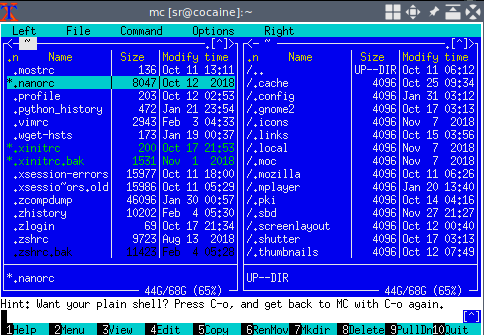 mc [sr@cocaine]:~
Left File Command Options Right
<─ ~ .[^]> <─ ~ .[^]>
.n Name Size Modify time .n Name Size Modify time
.mostrc 136 Oct 11 13:11 /.. UP--DIR Oct 11 06:12
*.nanorc 8047 Oct 12 2018 /.cache 4096 Oct 25 09:34
.profile 203 Oct 12 02:53 /.config 4096 Jan 31 03:12
.python_history 472 Jan 21 23:54 /.gnome2 4096 Oct 17 03:13
.vimrc 2943 Feb 3 04:33 /.icons 4096 Nov 7 2018
.wget-hsts 173 Jan 19 00:37 /.links 4096 Oct 15 03:56
*.xinitrc 200 Oct 17 21:53 /.local 4096 Nov 7 2018
*.xinitrc.bak 1531 Nov 1 2018 /.moc 4096 Nov 7 2018
.xsession-errors 15977 Oct 11 18:00 /.mozilla 4096 Oct 11 06:26
.xsessio~ors.old 15986 Oct 11 05:29 /.mplayer 4096 Jan 20 13:40
.zcompdump 46096 Jan 30 00:57 /.pki 4096 Oct 14 04:16
.zhistory 10202 Feb 4 05:30 /.sbd 4096 Nov 27 21:27
.zlogin 69 Oct 17 21:34 /.screenlayout 4096 Oct 12 00:40
.zshrc 9723 Aug 13 2018 /.shutter 4096 Oct 17 03:13
/.thumbnails 4096 Oct 12 07:49
*.nanorc UP--DIR
44G/68G (65%) 44G/68G (65%)
Hint: Want your plain shell? Press C-o, and get back to MC with C-o again.
[^]
1Help 2Menu 3View 4Edit 5Copy 6RenMov 7Mkdir 8Delete 9PullDn 10Quit